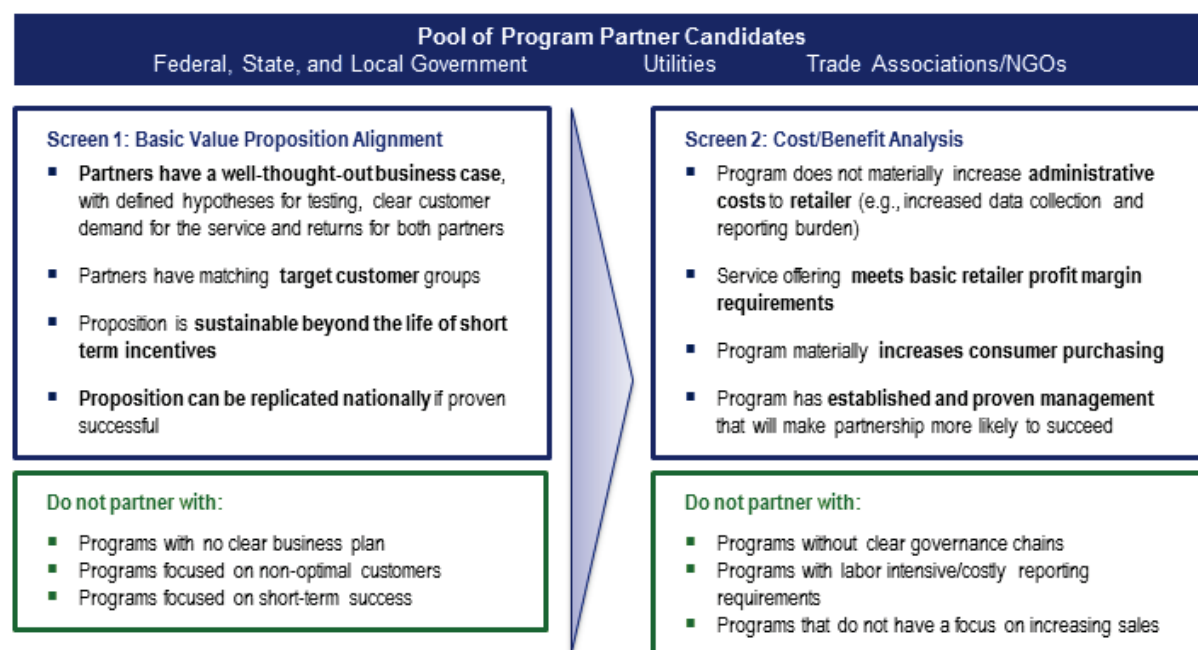 Pool of Program Partner Candidates
Federal, State, and Local Government Utilities Trade Associations/NGOs
Screen 1: Basic Value Proposition Alignment
▪ Partners have a well-thought-out business case,
with defined hypotheses for testing, clear customer
demand for the service and returns for both partners
▪ Partners have matching target customer groups
▪ Proposition is sustainable beyond the life of short
term incentives
▪ Proposition can be replicated nationally if proven
successful
Do not partner with:
▪ Programs with no clear business plan
▪ Programs focused on non-optimal customers
▪ Programs focused on short-term success
Screen 2: Cost/Benefit Analysis
▪ Program does not materially increase administrative
costs to retailer (e.g., increased data collection and
reporting burden)
▪ Service offering meets basic retailer profit margin
requirements
▪ Program materially increases consumer purchasing
▪ Program has established and proven management
that will make partnership more likely to succeed
Do not partner with:
▪ Programs without clear governance chains
▪ Programs with labor intensive/costly reporting
requirements
▪ Programs that do not have a focus on increasing sales